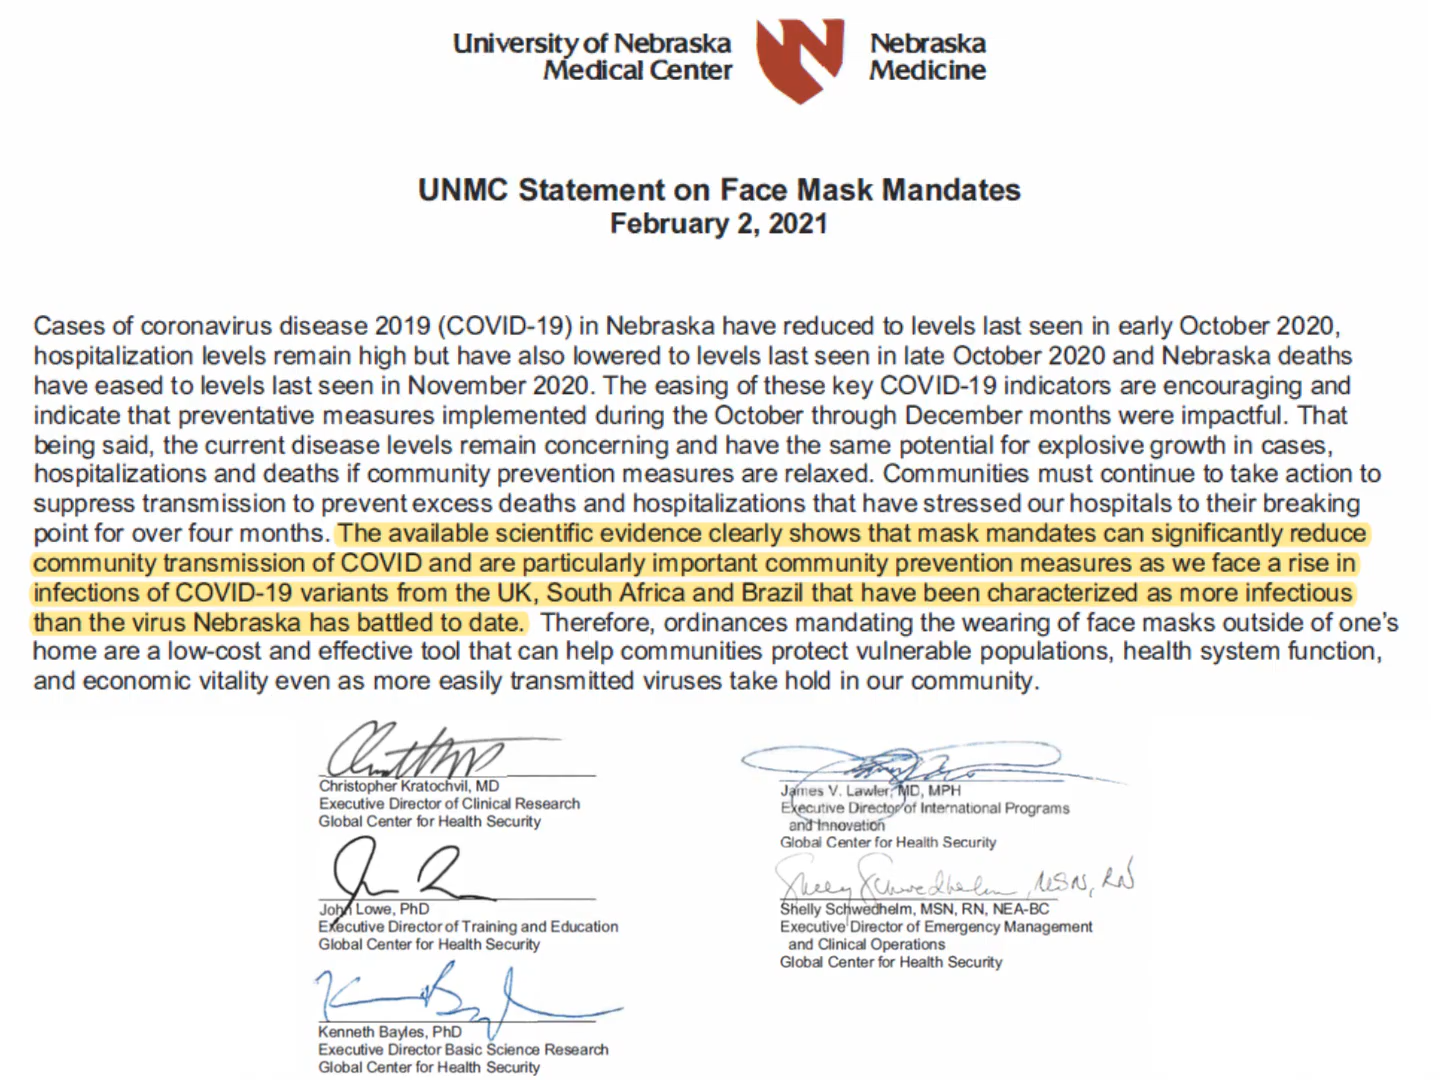 University of Nebraska
Medical Center
Nebraska
Medicine
UNMC Statement on Face Mask Mandates
February 2, 2021
Cases of coronavirus disease 2019 (COVID-19) in Nebraska have reduced to levels last seen in early October 2020,
hospitalization levels remain high but have also lowered to levels last seen in late October 2020 and Nebraska deaths
have eased to levels last seen in November 2020. The easing of these key COVID-19 indicators are encouraging and
indicate that preventative measures implemented during the October through December months were impactful. That
being said, the current disease levels remain concerning and have the same potential for explosive growth in cases,
hospitalizations and deaths if community prevention measures are relaxed. Communities must continue to take action to
suppress transmission to prevent excess deaths and hospitalizations that have stressed our hospitals to their breaking
point for over four months. The available scientific evidence clearly shows that mask mandates can significantly reduce
community transmission of COVID and are particularly important community prevention measures as we face a rise in
infections of COVID-19 variants from the UK, South Africa and Brazil that have been characterized as more infectious
than the virus Nebraska has battled to date. Therefore, ordinances mandating the wearing of face masks outside of one's
home are a low-cost and effective tool that can help communities protect vulnerable populations, health system function,
and economic vitality even as more easily transmitted viruses take hold in our community.
Christopher Kratochvil, MD
Executive Director of Clinical Research
Global Center for Health Security
James V. Lawler, MD, MPH
Executive Director of International Programs
and Innovation
Global Center for Health Security
John Lowe, PhD
Executive Director of Training and Education
Global Center for Health Security
Shelly Schwedhelm, MSN, RN
Shelly Schwedhelm, MSN, RN, NEA-BC
Executive Director of Emergency Management
and Clinical Operations
Global Center for Health Security
Kenneth Bayles, PhD
Executive Director Basic Science Research
Global Center for Health Security